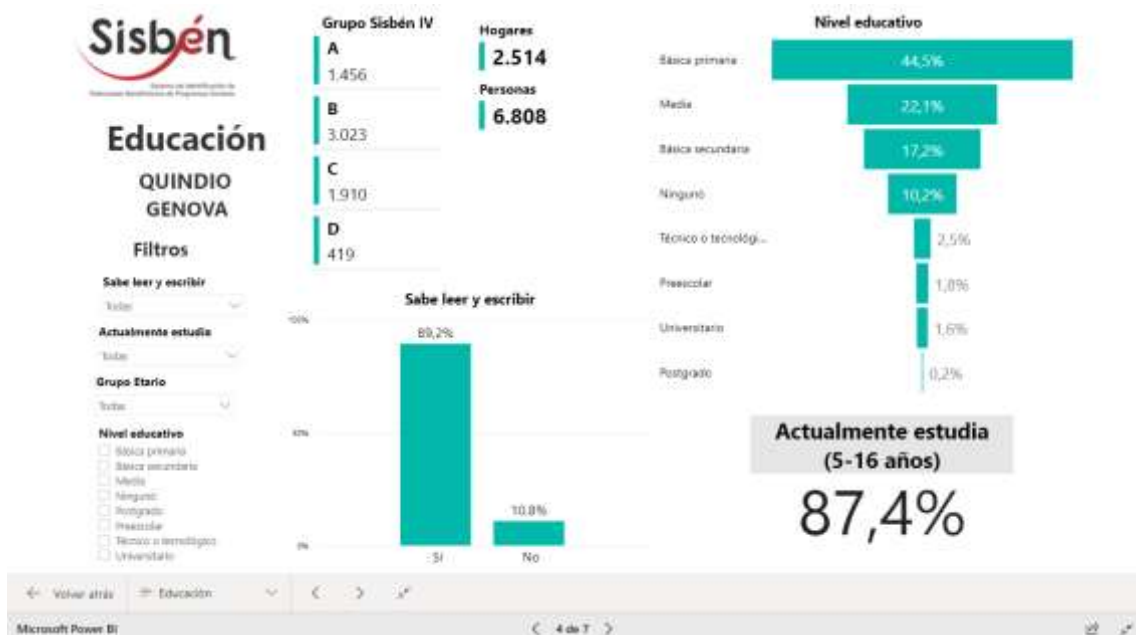 Sisbén
Educación
QUINDIO
GENOVA
Filtros
Sabe leer y escribir
Todas
Actualmente estudia
Todas
Grupo Etario
Todas
Nivel educativo
Básica primaria
Básica secundaria
Media
Ninguno
Postgrado
Preescolar
Técnico o tecnológico
Universitario
Grupo Sisbén IV
A
1.456
B
3.023
C
1.910
D
419
Hogares
2.514
Personas
6.808
Sabe leer y escribir
100%
50%
0%
89,2%
10,8%
Sí
No
Nivel educativo
Básica primaria
44,5%
Media
22,1%
Básica secundaria
17,2%
Ninguno
10,2%
Técnico o tecnológi...
2,5%
Preescolar
1,8%
Universitario
1,6%
Postgrado
0,2%
Actualmente estudia
(5-16 años)
87,4%
Volver atrás
Educación
Microsoft Power BI
4 de 7